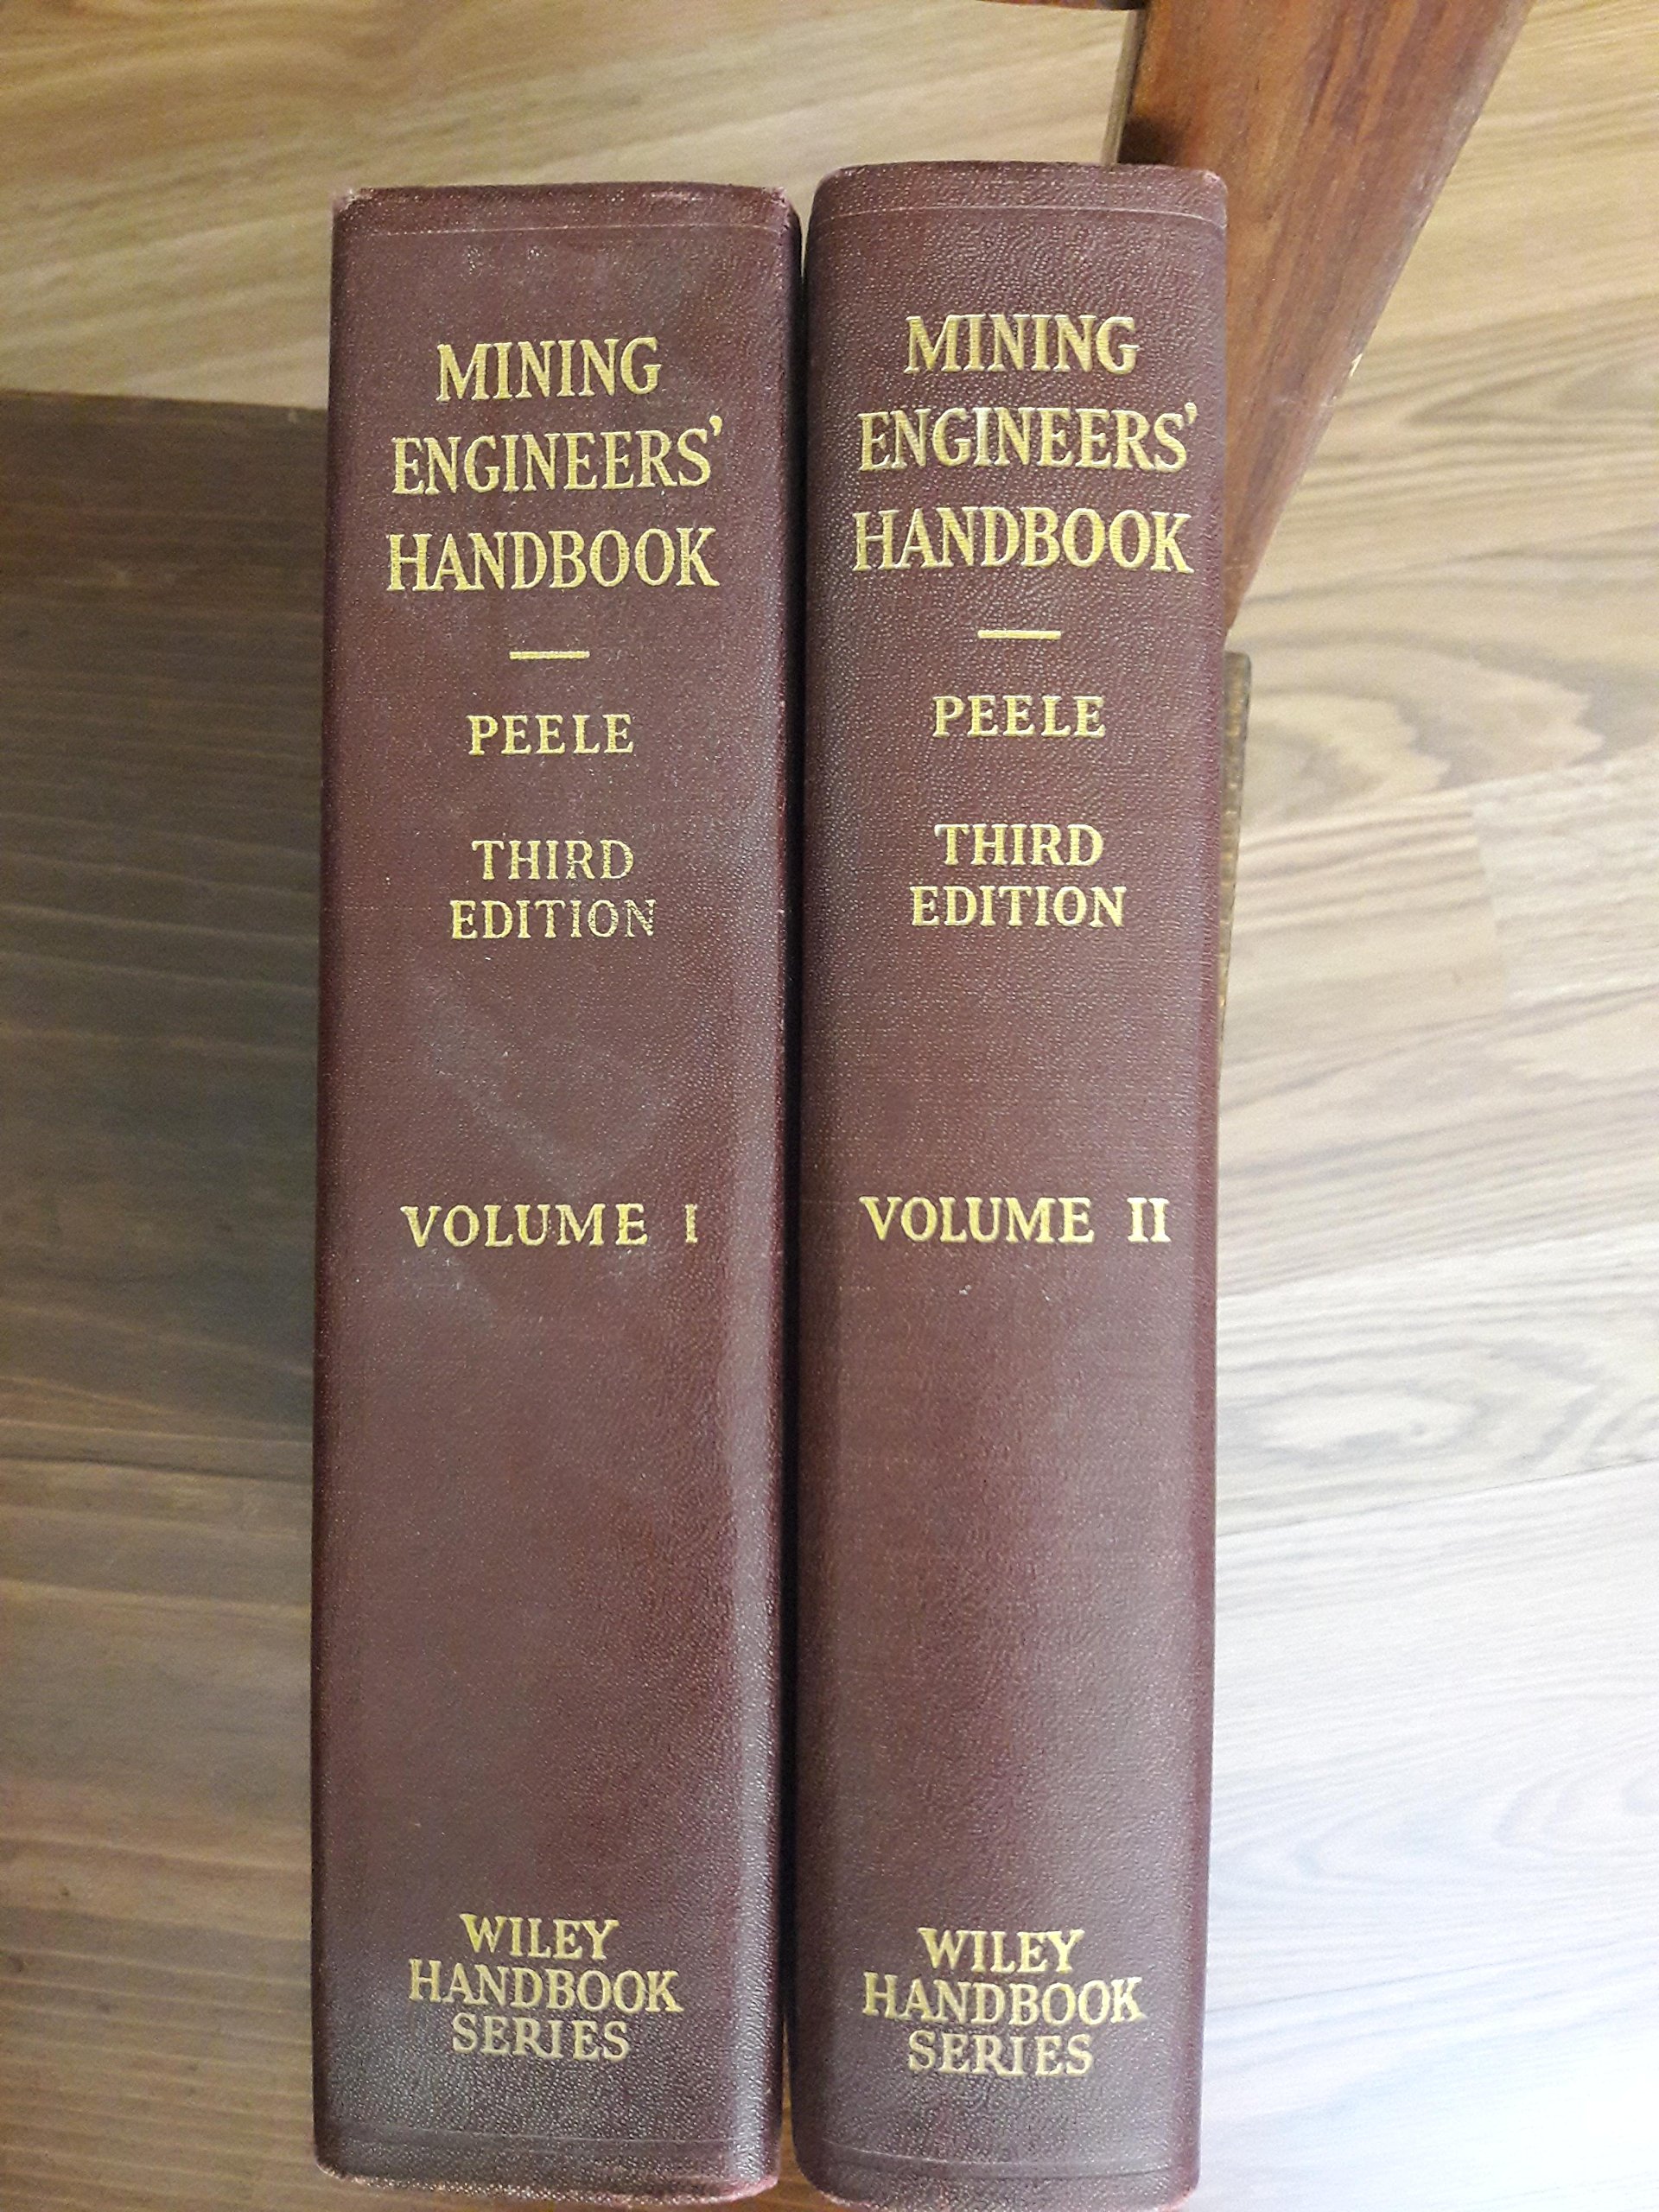 MINING
ENGINEERS'
HANDBOOK
PEELE
THIRD
EDITION
VOLUME I
WILEY
HANDBOOK
SERIES
MINING
ENGINEERS'
HANDBOOK
PEELE
THIRD
EDITION
VOLUME II
WILEY
HANDBOOK
SERIES